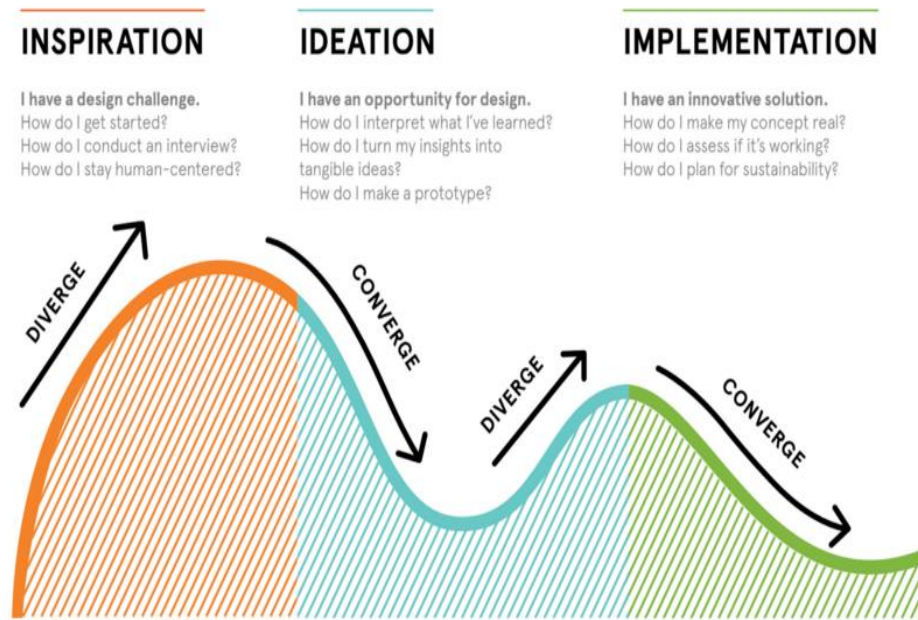 INSPIRATION
I have a design challenge.
How do I get started?
How do I conduct an interview?
How do I stay human-centered?
IDEATION
I have an opportunity for design.
How do I interpret what I've learned?
How do I turn my insights into
tangible ideas?
How do I make a prototype?
IMPLEMENTATION
I have an innovative solution.
How do I make my concept real?
How do I assess if it's working?
How do I plan for sustainability?
DIVERGE
CONVERGE
DIVERGE
CONVERGE